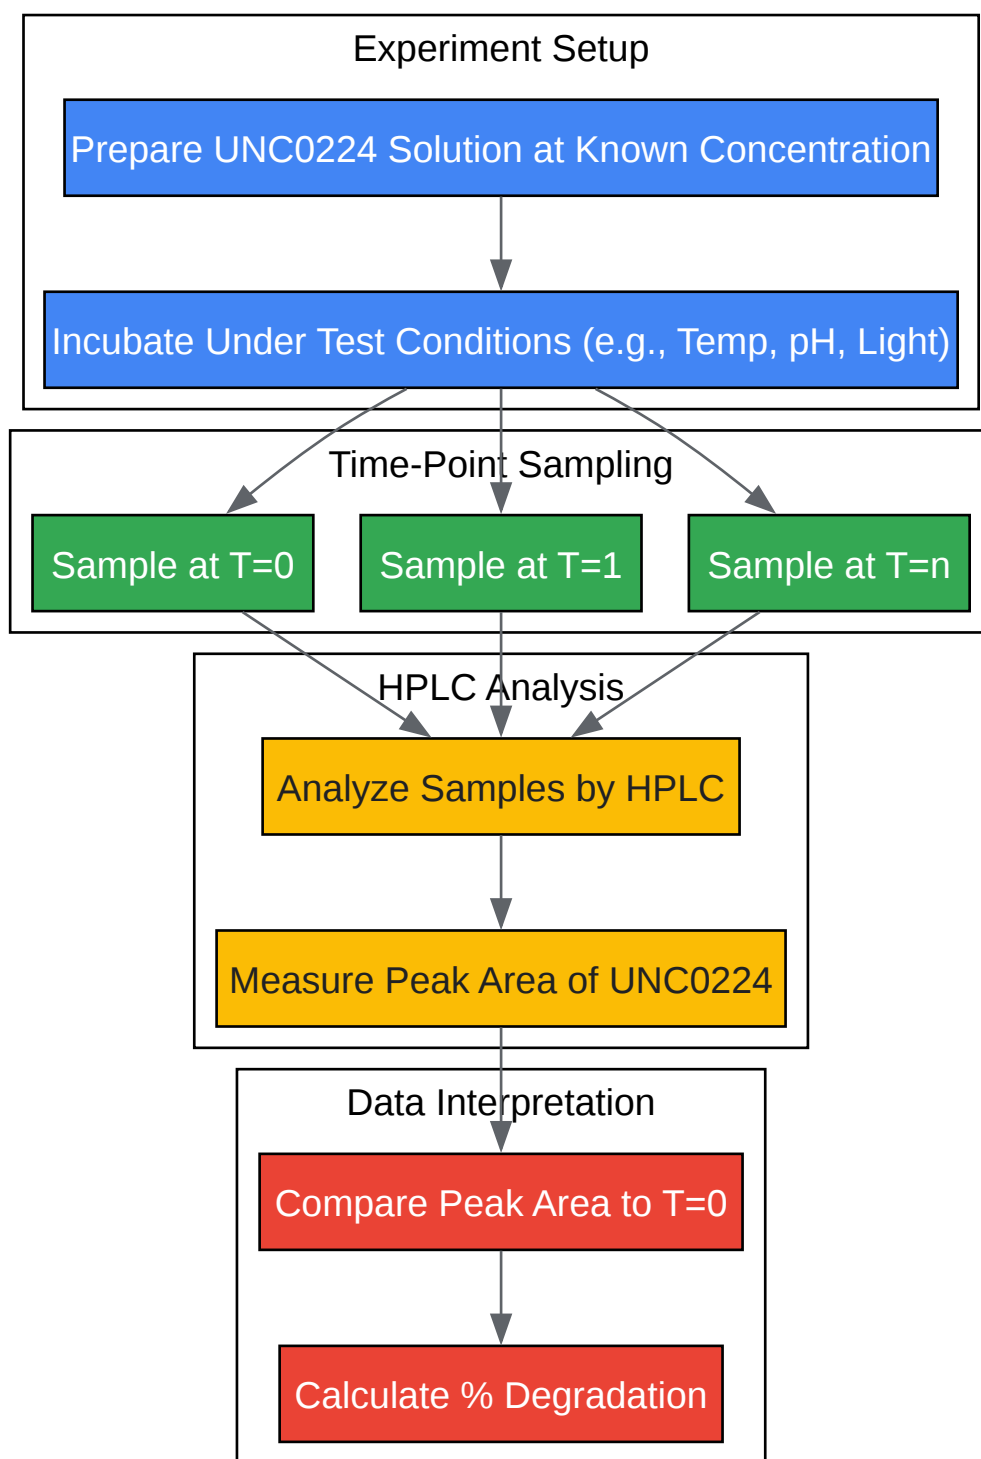 Experiment Setup
Prepare UNC0224 Solution at Known Concentration
Incubate Under Test Conditions (e.g., Temp, pH, Light)
Time-Point Sampling
Sample at T=0
Sample at T=1
Sample at T=n
HPLC Analysis
Analyze Samples by HPLC
Measure Peak Area of UNC0224
Data Interpretation
Compare Peak Area to T=0
Calculate % Degradation